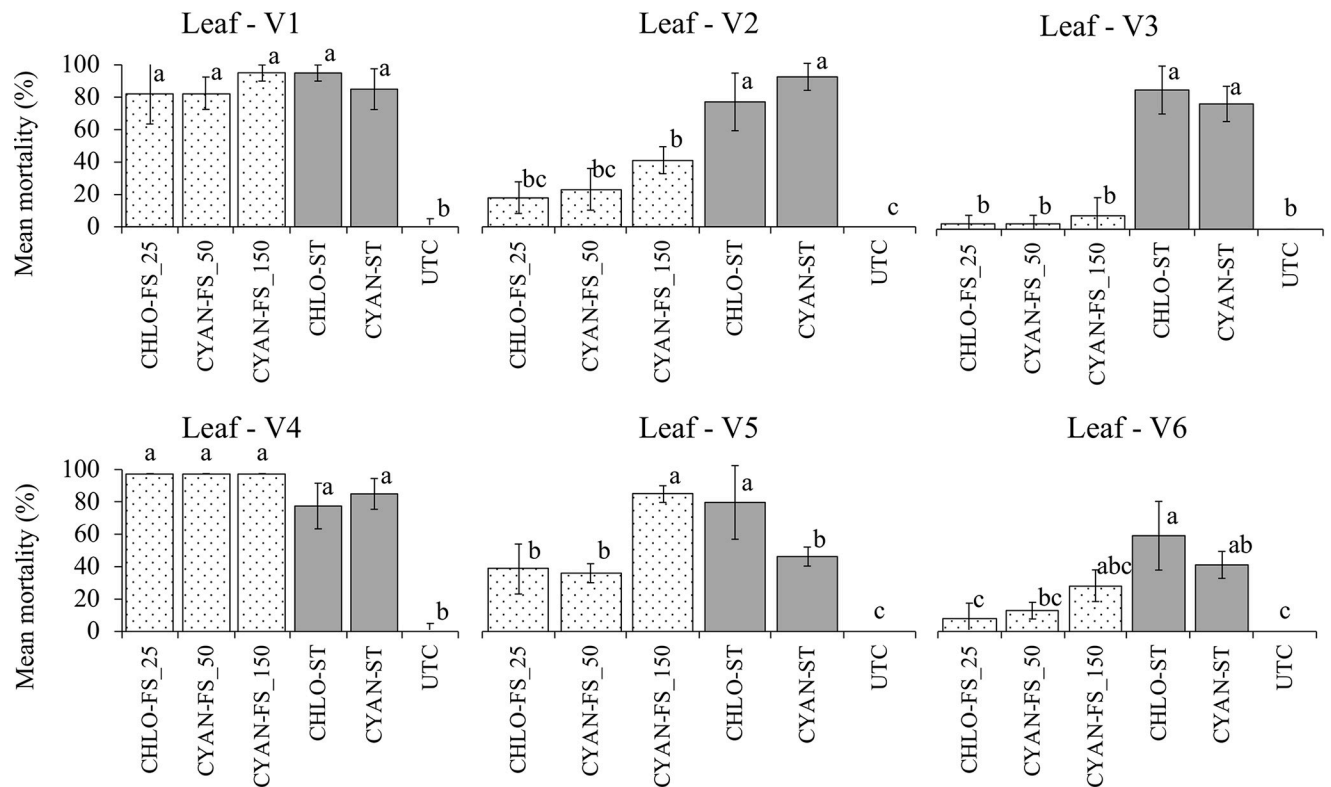 Leaf - V1
Leaf - V2
Leaf - V3
Mean mortality (%)
100
80
60
40
20
0
a
a
a
a
a
b
bc
bc
b
a
a
c
b
b
b
a
a
b
CHLO-FS_25
CYAN-FS_50
CYAN-FS_150
CHLO-ST
CYAN-ST
UTC
CHLO-FS_25
CYAN-FS_50
CYAN-FS_150
CHLO-ST
CYAN-ST
UTC
CHLO-FS_25
CYAN-FS_50
CYAN-FS_150
CHLO-ST
CYAN-ST
UTC
Leaf - V4
Leaf - V5
Leaf - V6
Mean mortality (%)
100
80
60
40
20
0
a
a
a
a
a
b
b
b
a
a
b
c
c
bc
abc
a
ab
c
CHLO-FS_25
CYAN-FS_50
CYAN-FS_150
CHLO-ST
CYAN-ST
UTC
CHLO-FS_25
CYAN-FS_50
CYAN-FS_150
CHLO-ST
CYAN-ST
UTC
CHLO-FS_25
CYAN-FS_50
CYAN-FS_150
CHLO-ST
CYAN-ST
UTC